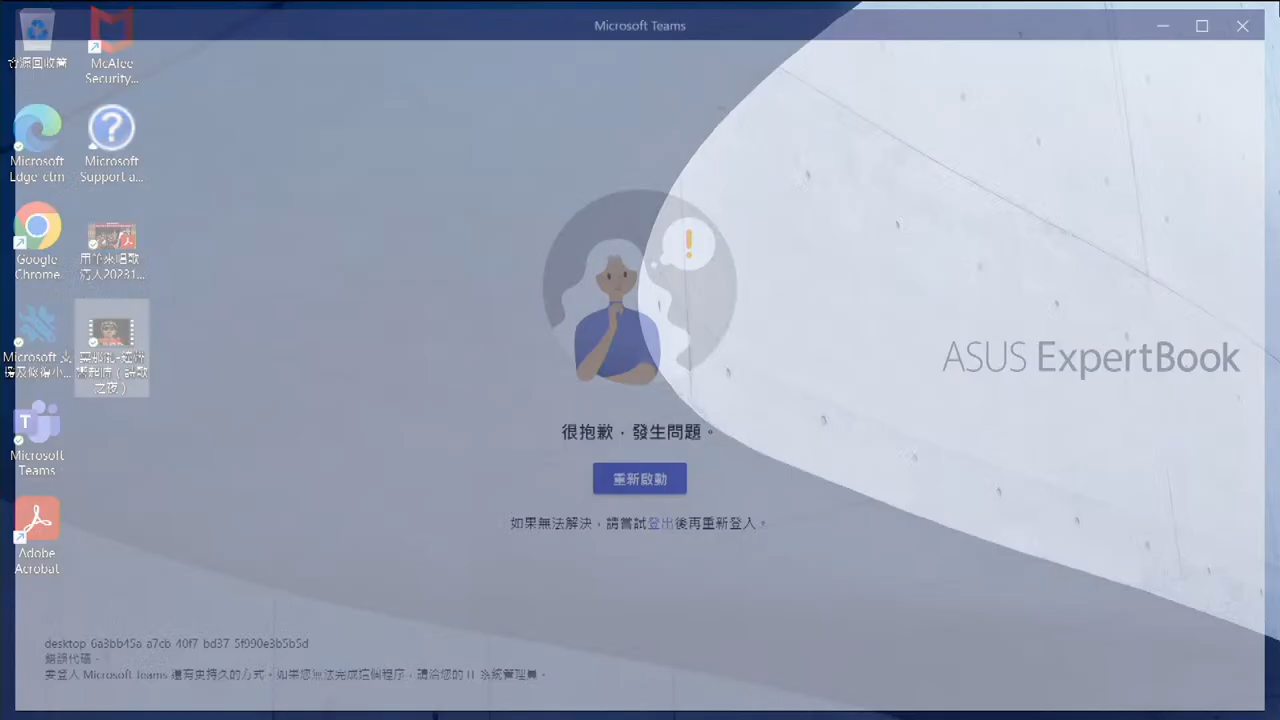 Microsoft Teams
資源回收筒
McAfee
Security...
Microsoft
Edge
Microsoft
Support a...
Google
Chrome
Microsoft 支
Microsoft
Teams
Adobe
Acrobat
ASUS ExpertBook
很抱歉，發生問題。
重新啟動
如果無法解決，請嘗試登出後再重新登入。
desktop 6a3bb45a a7cb 40f7 bd37 5f990e3b5b5d
錯誤代碼 -
要登入 Microsoft Teams 還有更持久的方式。如果您無法完成這個程序，請洽您的 IT 系統管理員。